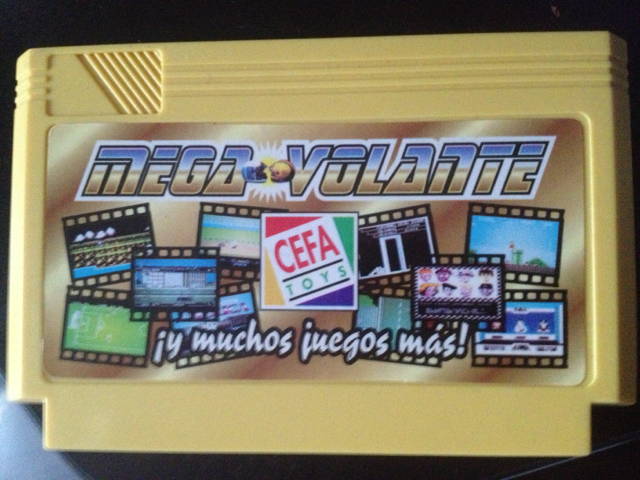 MEGA VOLANTE
CEFA
TOYS
¡y muchos juegos más!